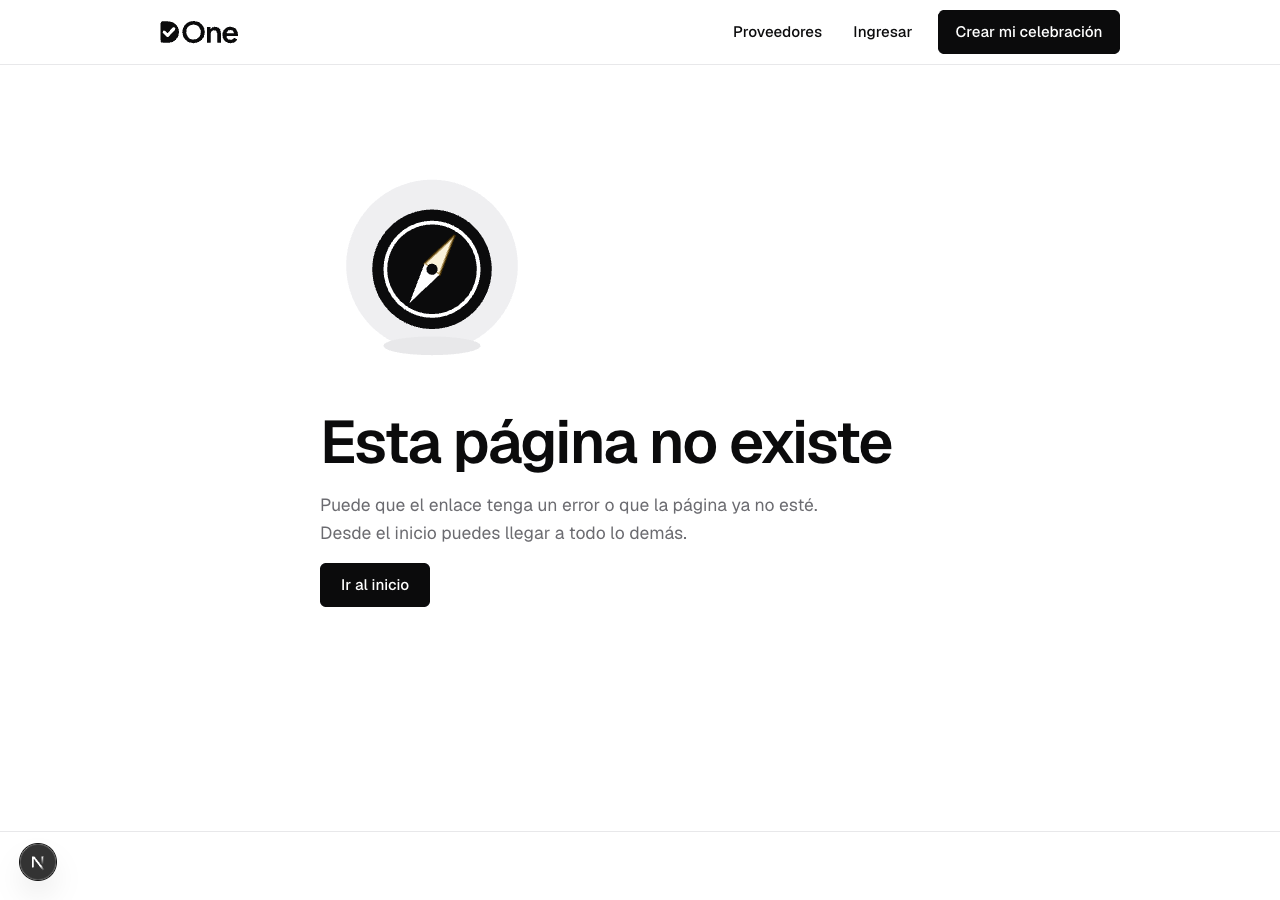 DOne
Proveedores
Ingresar
Crear mi celebración
Esta página no existe
Puede que el enlace tenga un error o que la página ya no esté.
Desde el inicio puedes llegar a todo lo demás.
Ir al inicio
N